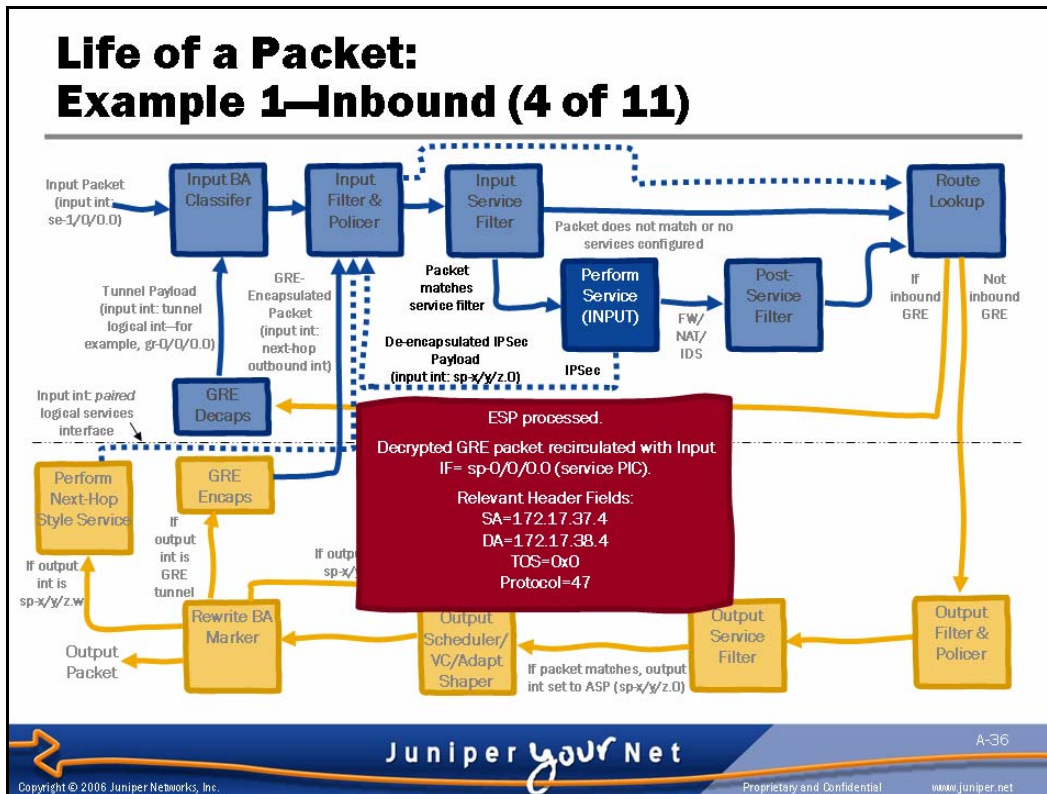 Life of a Packet:
Example 1—Inbound (4 of 11)
Input Packet
(input int:
se-1/0/0.0)
Input BA
Classifer
Input
Filter &
Policer
Input
Service
Filter
Route
Lookup
Packet does not match or no
services configured
Tunnel Payload
(input int: tunnel
logical int—for
example, gr-0/0/0.0)
GRE-
Encapsulated
Packet
(input int:
next-hop
outbound int)
Packet
matches
service filter
Perform
Service
(INPUT)
FW/
NAT/
IDS
Post-
Service
Filter
If
inbound
GRE
Not
inbound
GRE
De-encapsulated IPSec
Payload
(input int: sp-x/y/z.0)
IPSec
Input int: paired
logical services
interface
GRE
Decaps
ESP processed.
Decrypted GRE packet recirculated with Input
IF= sp-0/0/0.0 (service PIC).
Relevant Header Fields:
SA=172.17.37.4
DA=172.17.38.4
TOS=0x0
Protocol=47
Perform
Next-Hop
Style Service
GRE
Encaps
If output
int is
sp-x/y/z.w
If
output
int is
GRE
tunnel
If outpu
sp-x/y
Rewrite BA
Marker
Output
Packet
Output
Scheduler/
VC/Adapt
Shaper
If packet matches, output
int set to ASP (sp-x/y/z.0)
Output
Service
Filter
Output
Filter &
Policer
Juniper your Net
A-36
Copyright © 2006 Juniper Networks, Inc.
Proprietary and Confidential
www.juniper.net